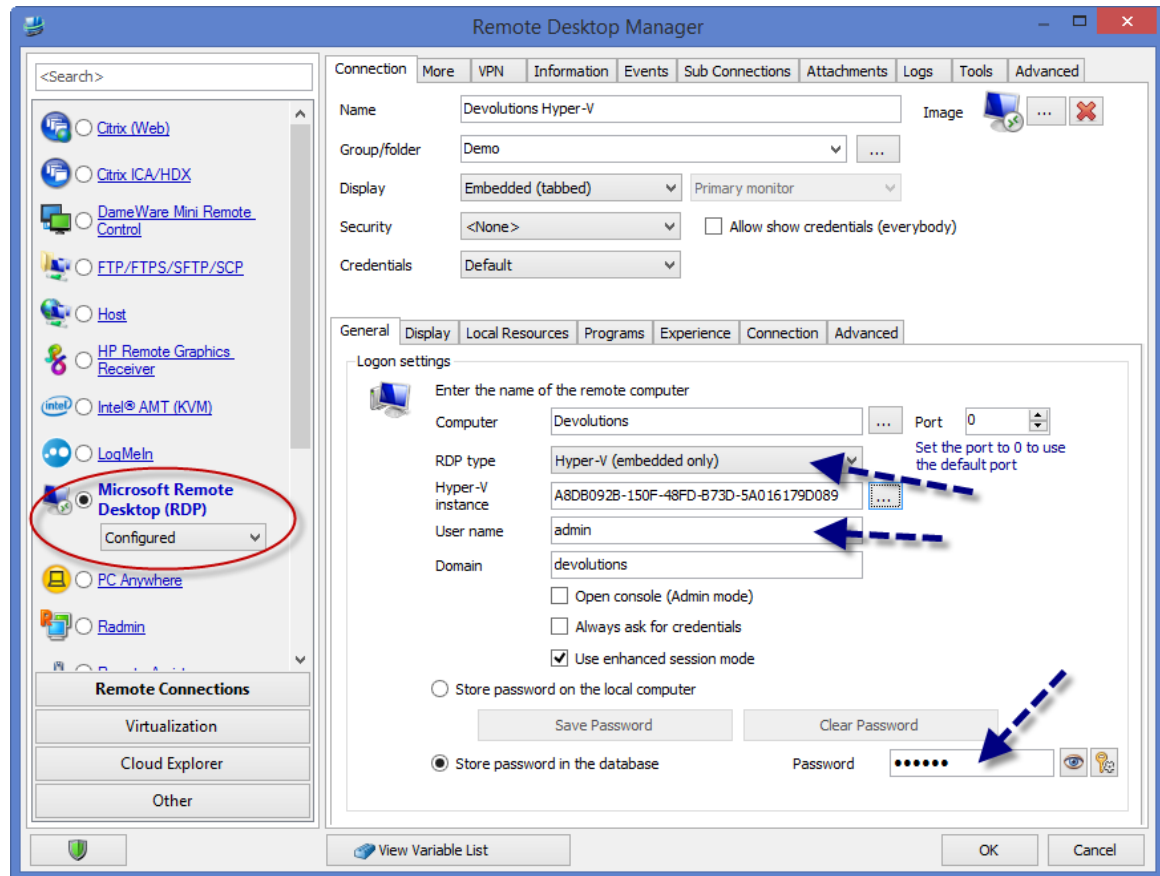 Remote Desktop Manager
<Search>
Citrix (Web)
Citrix ICA/HDX
DameWare Mini Remote
Control
FTP/FTPS/SFTP/SCP
Host
HP Remote Graphics
Receiver
intel
Intel® AMT (KVM)
LogMeIn
Microsoft Remote
Desktop (RDP)
Configured
PC Anywhere
Radmin
Remote Connections
Virtualization
Cloud Explorer
Other
Connection More VPN Information Events Sub Connections Attachments Logs Tools Advanced
Name Devolutions Hyper-V Image ...
Group/folder Demo ...
Display Embedded (tabbed) Primary monitor
Security <None> Allow show credentials (everybody)
Credentials Default
General Display Local Resources Programs Experience Connection Advanced
Logon settings
Enter the name of the remote computer
Computer Devolutions ... Port 0
Set the port to 0 to use
the default port
RDP type Hyper-V (embedded only)
Hyper-V
instance
A8DB092B-150F-48FD-B73D-5A016179D089 ...
User name admin
Domain devolutions
Open console (Admin mode)
Always ask for credentials
Use enhanced session mode
Store password on the local computer
Save Password Clear Password
Store password in the database Password ••••••
View Variable List OK Cancel